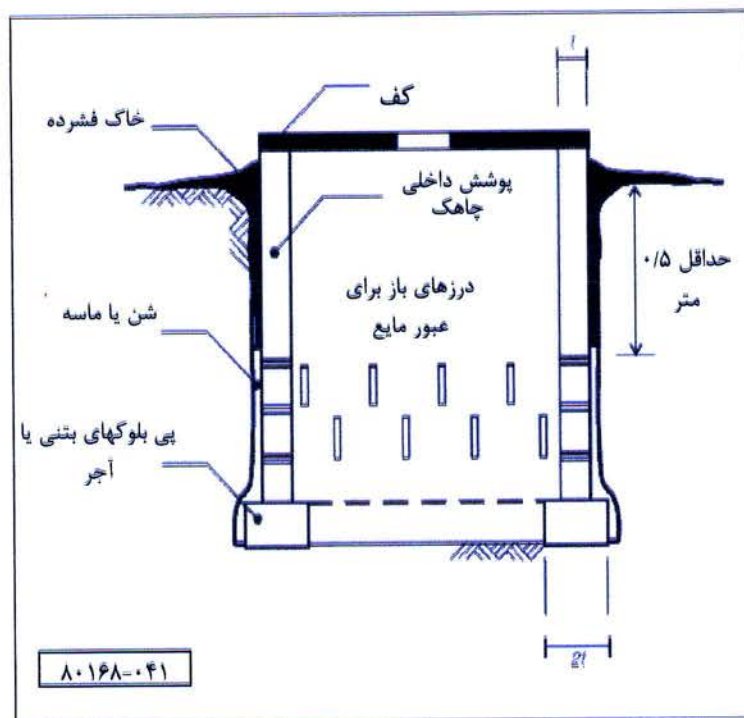 کف
خاک فشرده
پوشش داخلی
چاهک
حداقل ۰/۵
متر
درزهای باز برای
عبور مایع
شن یا ماسه
پی بلوکهای بتنی یا
آجر
۸۰۱۶۸-۰۴۱